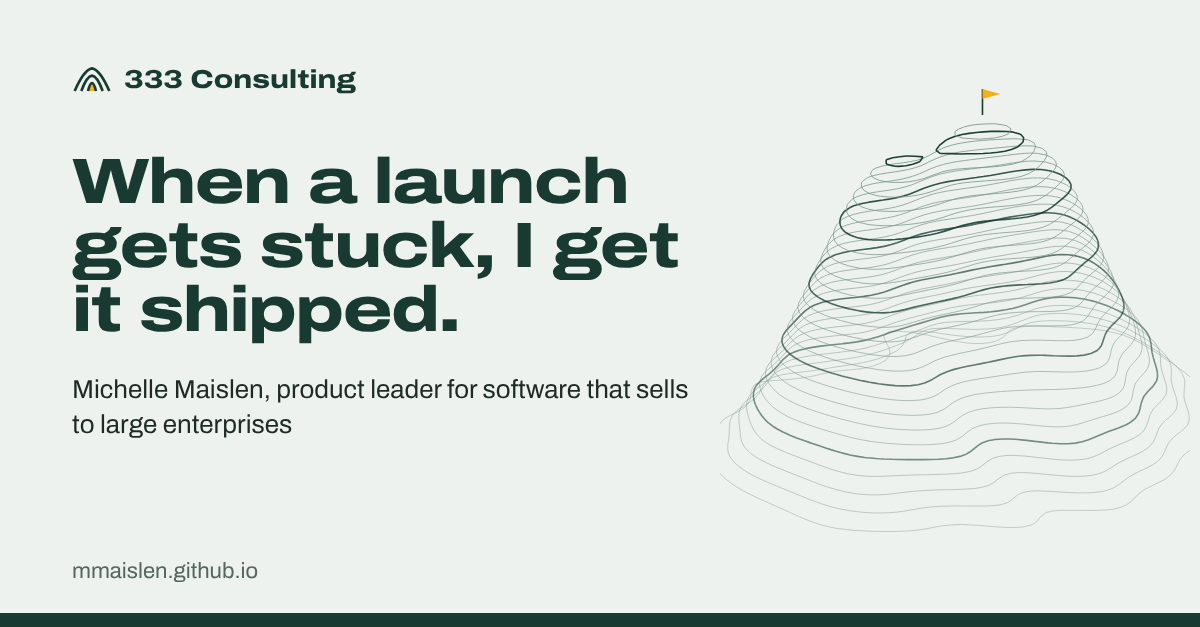 333 Consulting
When a launch
gets stuck, I get
it shipped.
Michelle Maislen, product leader for software that sells
to large enterprises
mmaislen.github.io